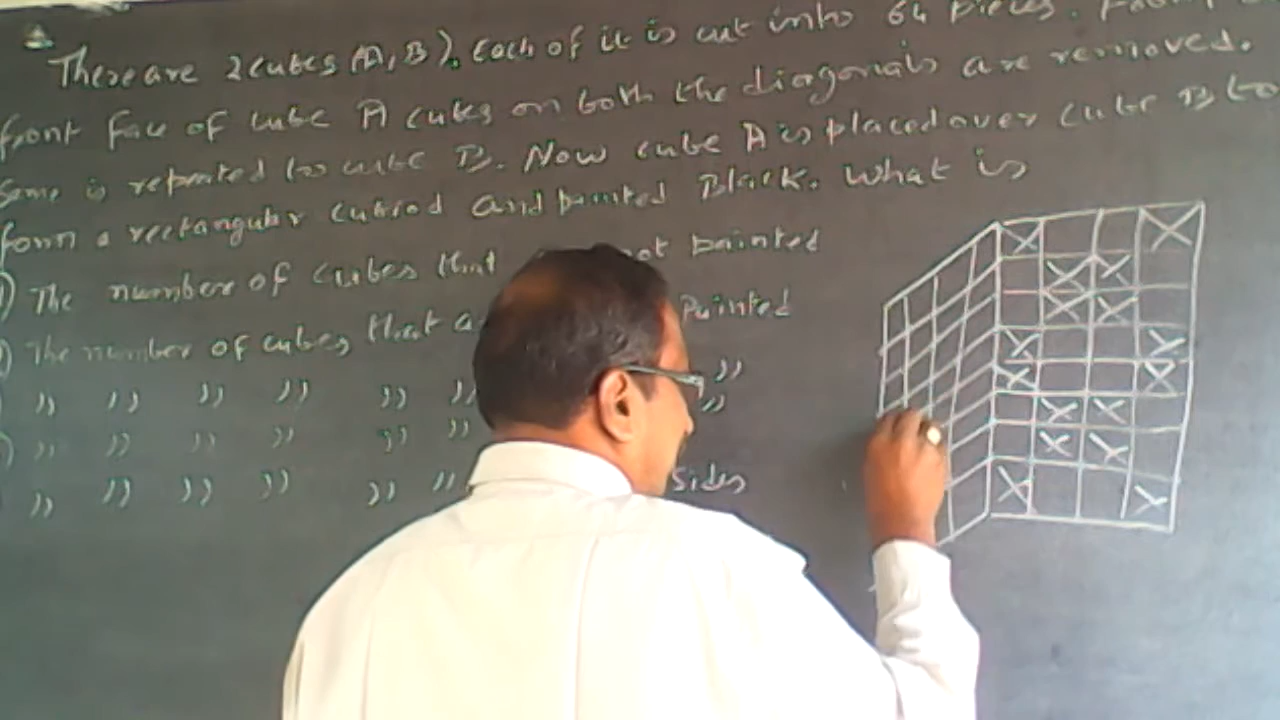 There are 2 cubes (A, B). Each of it is cut into 64 pieces.
front face of cube A cubes on both the diagonals are removed.
Same is repeated to cube B. Now cube A is placed over cube B to
form a rectangular cubiod and painted Black. What is
1) The number of cubes that not painted
The number of cubes that a painted
,, ,, ,, ,, ,, ,, ,,
,, ,, ,, ,, ,, ,, ,,
,, ,, ,, ,, ,, ,, sides